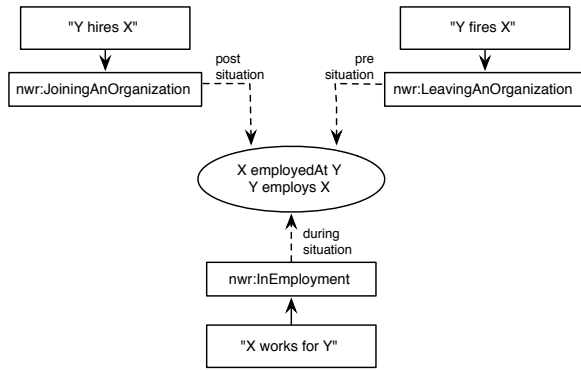 "Y hires X"
"Y fires X"
post
situation
pre
situation
nwr:JoiningAnOrganization
nwr:LeavingAnOrganization
X employedAt Y
Y employs X
during
situation
nwr:InEmployment
"X works for Y"